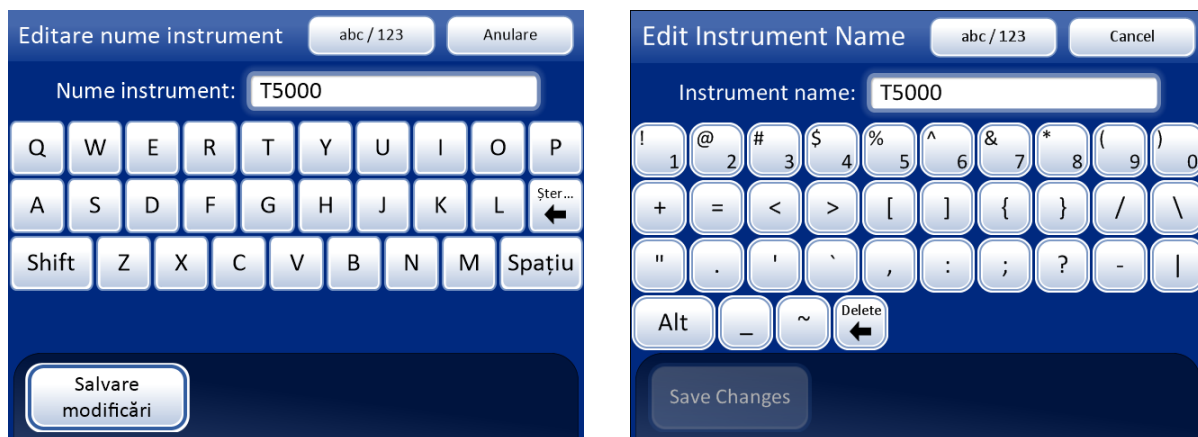 Editare nume instrument abc / 123 Anulare
Nume instrument: T5000
Q W E R T Y U I O P
A S D F G H J K L Șter...
Shift Z X C V B N M Spațiu
Salvare
modificări
Edit Instrument Name abc / 123 Cancel
Instrument name: T5000
! 1 @ 2 # 3 $ 4 % 5 ^ 6 & 7 * 8 ( 9 ) 0
+ = < > [ ] { } / \
" . ' ` , : ; ? - |
Alt _ ~ Delete
Save Changes